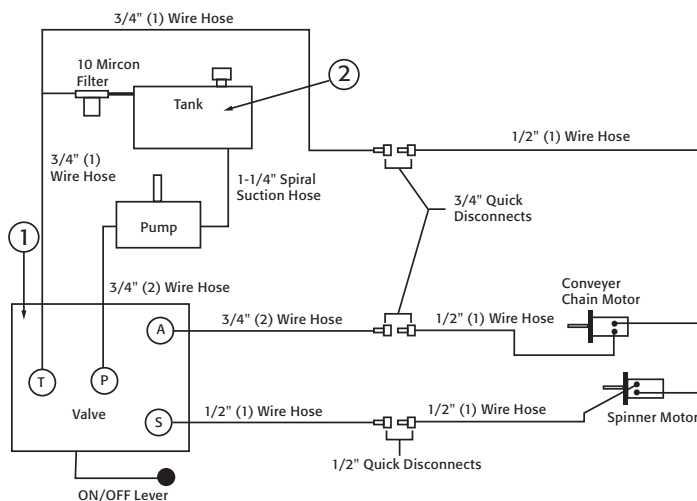 3/4" (1) Wire Hose
10 Mircon
Filter
2
Tank
1/2" (1) Wire Hose
3/4" (1)
Wire Hose
1-1/4" Spiral
Suction Hose
3/4" Quick
Disconnects
Pump
1
Conveyer
Chain Motor
3/4" (2) Wire Hose
A
3/4" (2) Wire Hose
1/2" (1) Wire Hose
T
P
Valve
S
1/2" (1) Wire Hose
1/2" (1) Wire Hose
Spinner Motor
1/2" Quick Disconnects
ON/OFF Lever